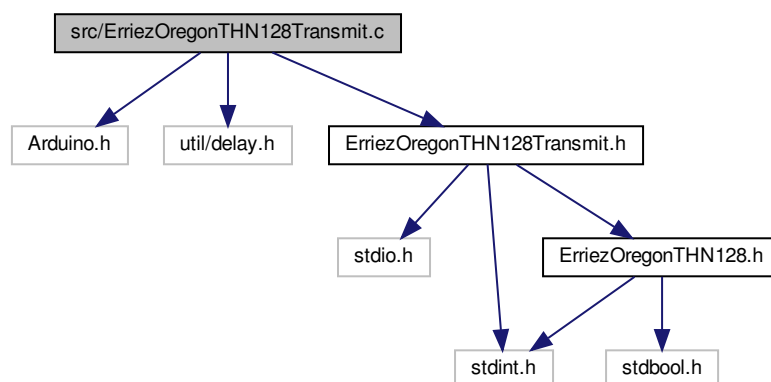 src/ErriezOregonTHN128Transmit.c
Arduino.h
util/delay.h
ErriezOregonTHN128Transmit.h
stdio.h
ErriezOregonTHN128.h
stdint.h
stdbool.h